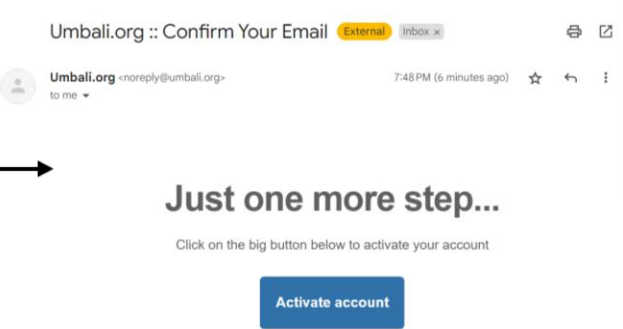 Umbali.org :: Confirm Your Email External Inbox ×
Umbali.org <noreply@umbali.org> 7:48 PM (6 minutes ago)
to me
Just one more step...
Click on the big button below to activate your account
Activate account